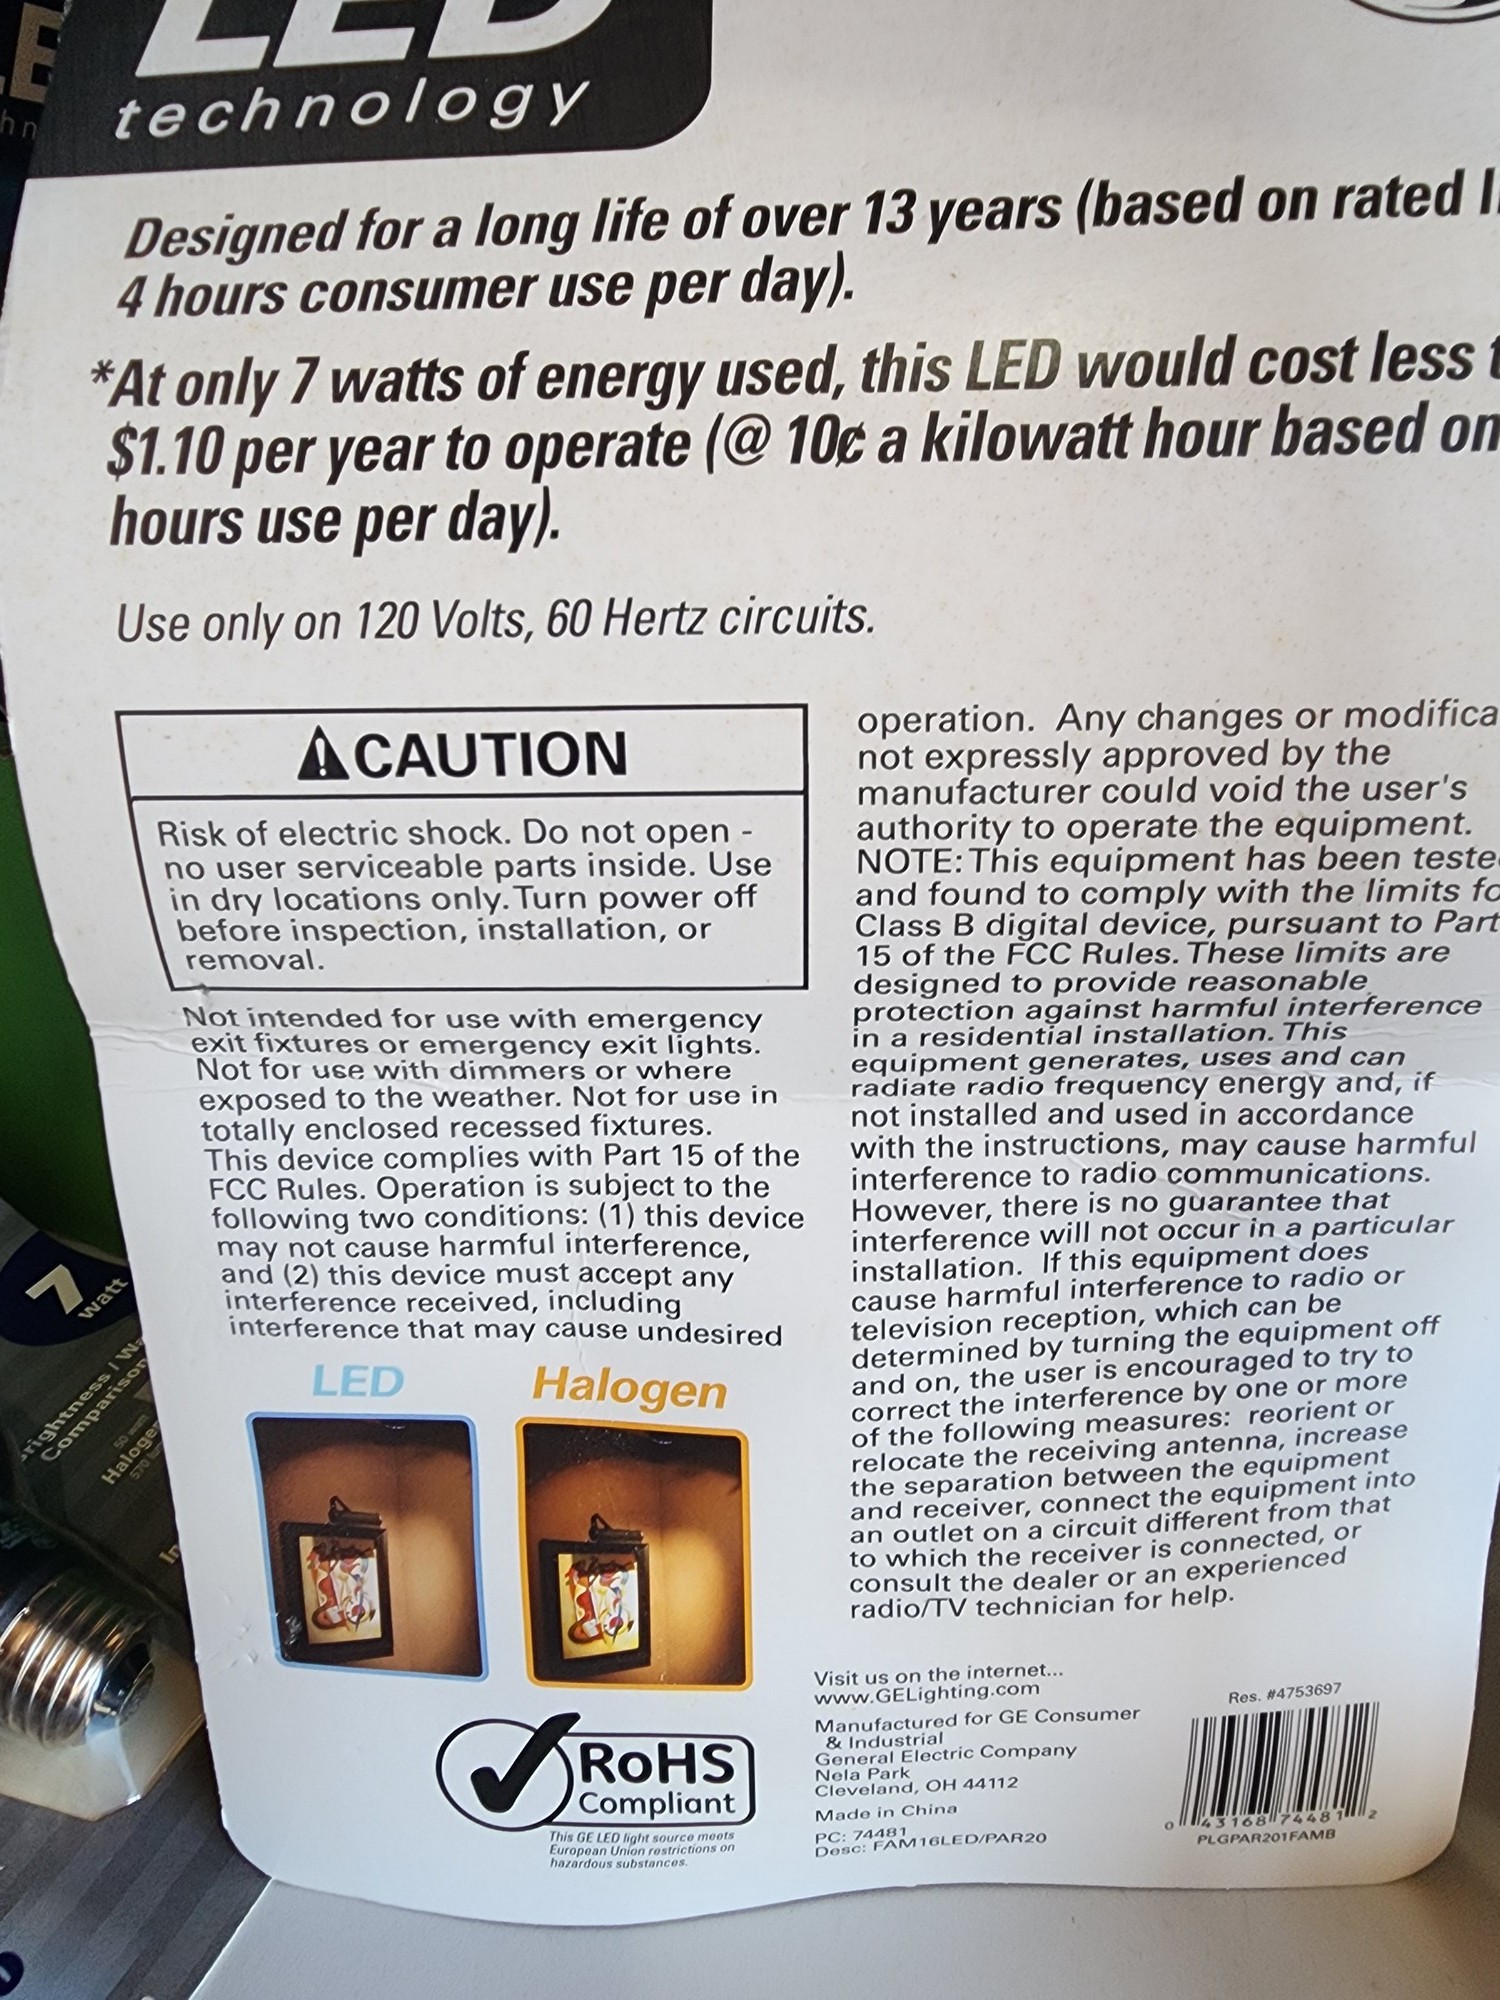 LED
technology
Designed for a long life of over 13 years (based on rated
4 hours consumer use per day).
*At only 7 watts of energy used, this LED would cost less
$1.10 per year to operate (@ 10¢ a kilowatt hour based on
hours use per day).
Use only on 120 Volts, 60 Hertz circuits.
CAUTION
Risk of electric shock. Do not open -
no user serviceable parts inside. Use
in dry locations only. Turn power off
before inspection, installation, or
removal.
Not intended for use with emergency
exit fixtures or emergency exit lights.
Not for use with dimmers or where
exposed to the weather. Not for use in
totally enclosed recessed fixtures.
This device complies with Part 15 of the
FCC Rules. Operation is subject to the
following two conditions: (1) this device
may not cause harmful interference,
and (2) this device must accept any
interference received, including
interference that may cause undesired
operation. Any changes or modifica
not expressly approved by the
manufacturer could void the user's
authority to operate the equipment.
NOTE: This equipment has been teste
and found to comply with the limits fo
Class B digital device, pursuant to Part
15 of the FCC Rules. These limits are
designed to provide reasonable
protection against harmful interference
in a residential installation. This
equipment generates, uses and can
radiate radio frequency energy and, if
not installed and used in accordance
with the instructions, may cause harmful
interference to radio communications.
However, there is no guarantee that
interference will not occur in a particular
installation. If this equipment does
cause harmful interference to radio or
television reception, which can be
determined by turning the equipment off
and on, the user is encouraged to try to
correct the interference by one or more
of the following measures: reorient or
relocate the receiving antenna, increase
the separation between the equipment
and receiver, connect the equipment into
an outlet on a circuit different from that
to which the receiver is connected, or
consult the dealer or an experienced
radio/TV technician for help.
LED
Halogen
RoHS
Compliant
This GE LED light source meets
European Union restrictions on
hazardous substances.
Visit us on the internet...
www.GELighting.com
Manufactured for GE Consumer
& Industrial
General Electric Company
Nela Park
Cleveland, OH 44112
Made in China
PC: 74481
Desc: FAM16LED/PAR20
Res. #4753697
0 43168 74481 2
PLGPAR201FAMB
7
watt
Comparison
50 watt